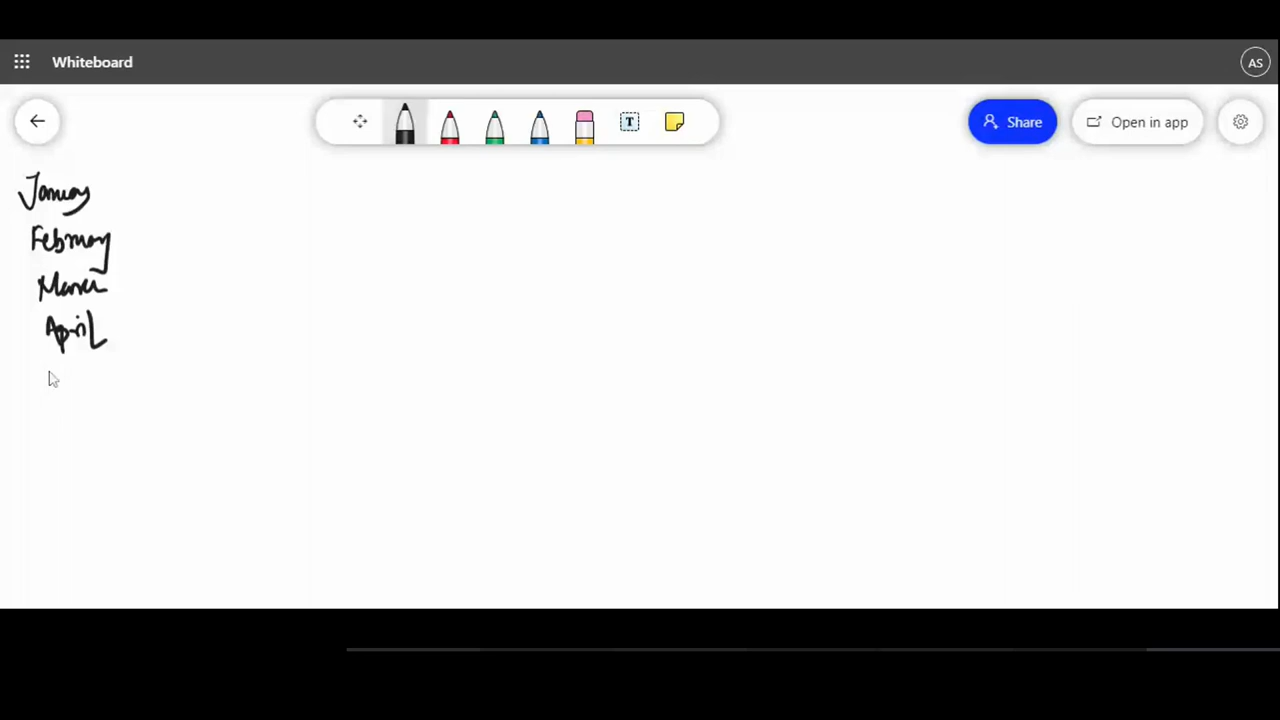 Whiteboard
AS
T
Share
Open in app
January
February
March
April